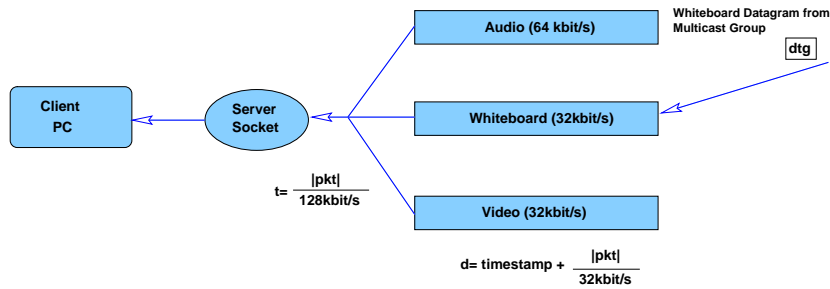 Audio (64 kbit/s)
Whiteboard Datagram from
Multicast Group
dtg
Client
PC
Server
Socket
Whiteboard (32kbit/s)
t= |pkt|
128kbit/s
Video (32kbit/s)
d= timestamp + |pkt|
32kbit/s